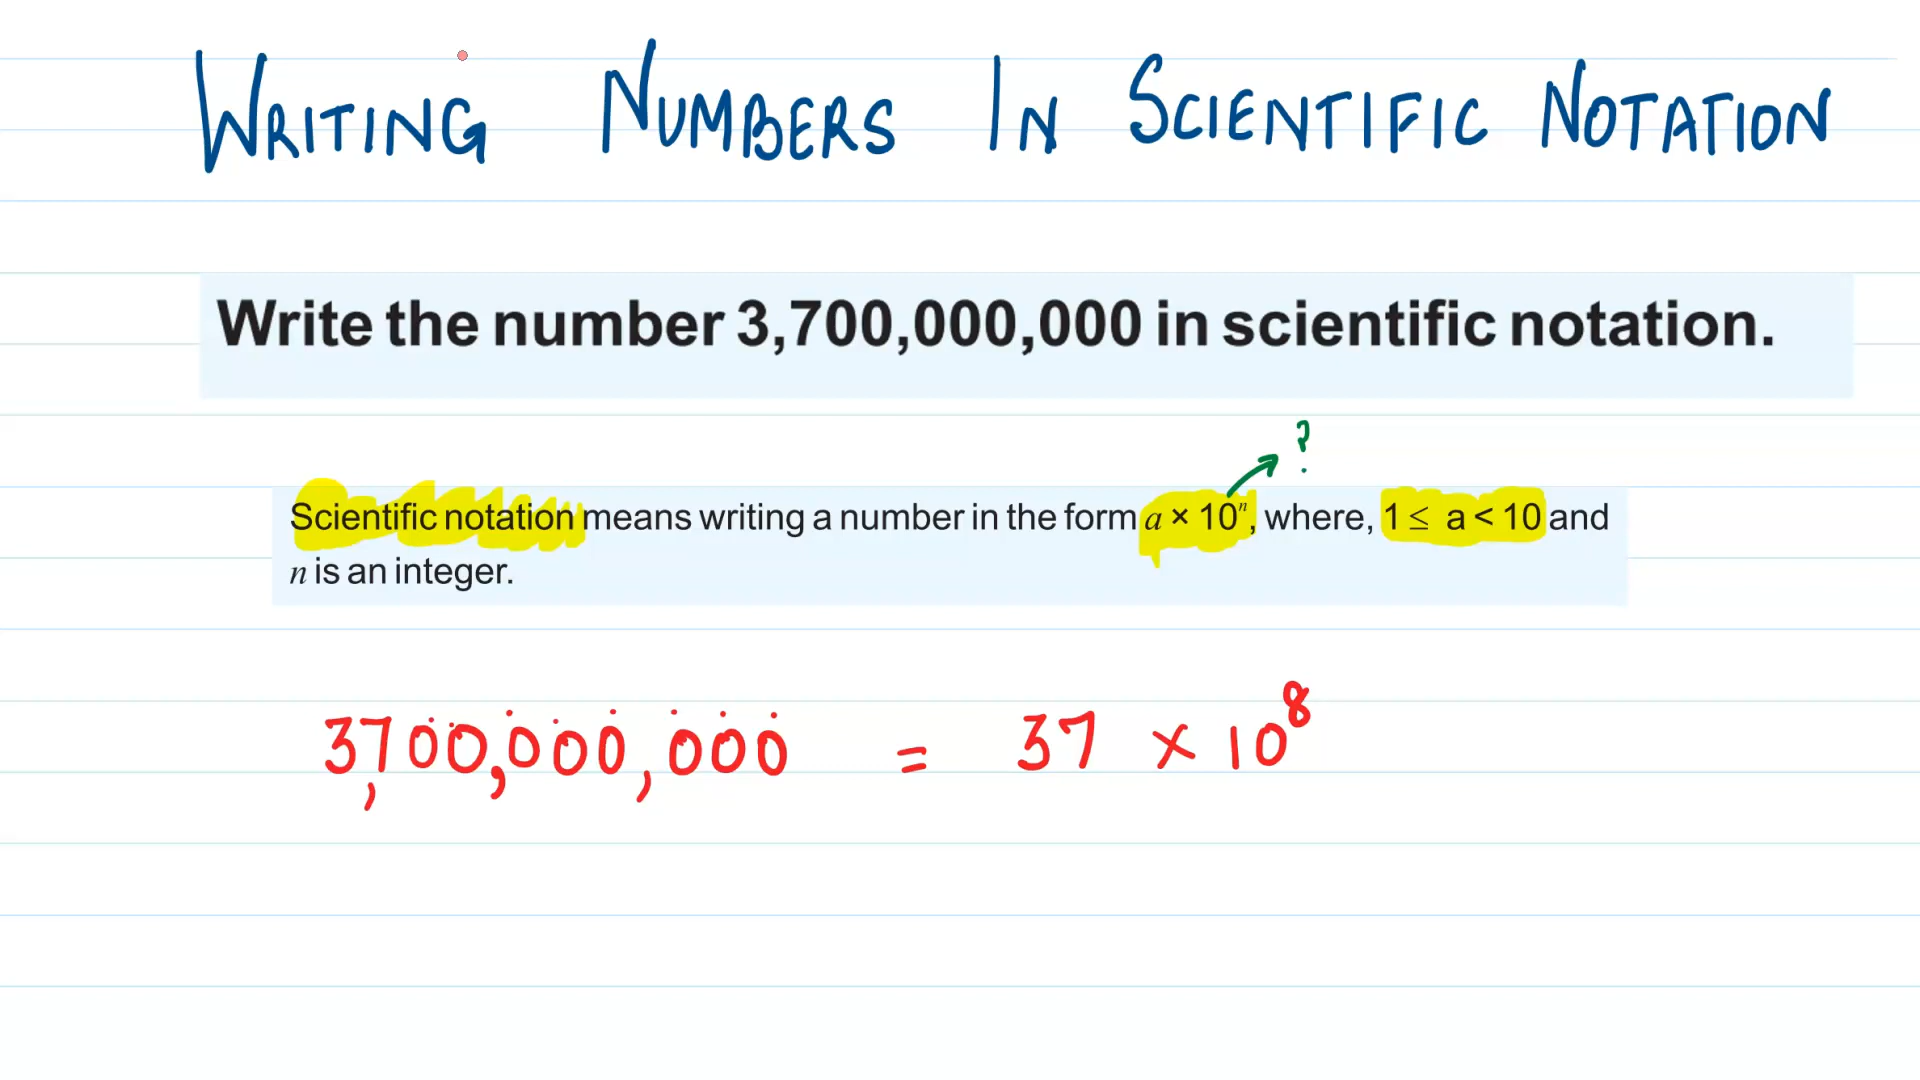 WRITING NUMBERS IN SCIENTIFIC NOTATION
Write the number 3,700,000,000 in scientific notation.
?
Scientific notation means writing a number in the form a × 10ⁿ, where, 1 ≤ a < 10 and
n is an integer.
3,700,000,000 = 37 × 10⁸